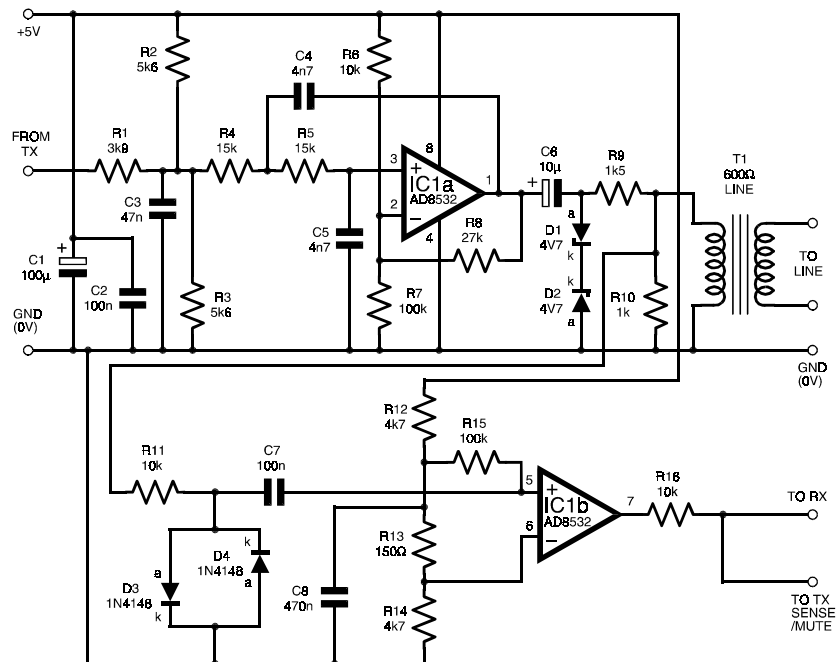 +5V
R2
5k6
C4
4n7
R6
10k
FROM
TX
R1
3k9
R4
15k
R5
15k
3
+
8
IC1a
AD8532
1
2
−
4
+
C6
10µ
R9
1k5
T1
600Ω
LINE
C3
47n
C5
4n7
R8
27k
a
D1
4V7
k
k
D2
4V7
a
TO
LINE
+
C1
100µ
C2
100n
R3
5k6
R7
100k
R10
1k
GND
(0V)
GND
(0V)
R12
4k7
R15
100k
R11
10k
C7
100n
5
+
IC1b
AD8532
6
−
7
R16
10k
TO RX
R13
150Ω
k
D4
1N4148
a
a
D3
1N4148
k
C8
470n
R14
4k7
TO TX
SENSE
/MUTE